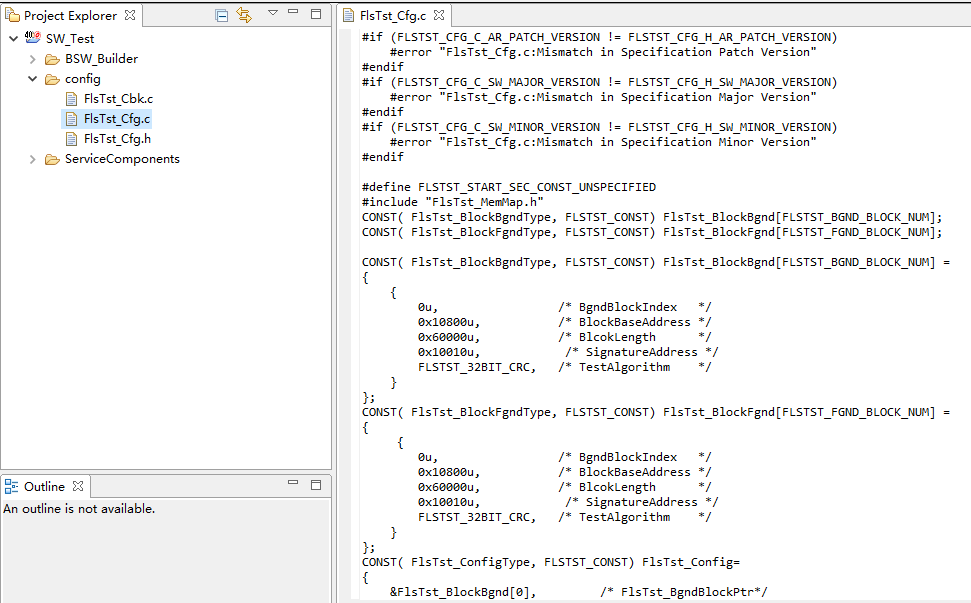 Project Explorer
SW_Test
BSW_Builder
config
FlsTst_Cbk.c
FlsTst_Cfg.c
FlsTst_Cfg.h
ServiceComponents
Outline
An outline is not available.
FlsTst_Cfg.c
#if (FLSTST_CFG_C_AR_PATCH_VERSION != FLSTST_CFG_H_AR_PATCH_VERSION)
    #error "FlsTst_Cfg.c:Mismatch in Specification Patch Version"
#endif
#if (FLSTST_CFG_C_SW_MAJOR_VERSION != FLSTST_CFG_H_SW_MAJOR_VERSION)
    #error "FlsTst_Cfg.c:Mismatch in Specification Major Version"
#endif
#if (FLSTST_CFG_C_SW_MINOR_VERSION != FLSTST_CFG_H_SW_MINOR_VERSION)
    #error "FlsTst_Cfg.c:Mismatch in Specification Minor Version"
#endif
#define FLSTST_START_SEC_CONST_UNSPECIFIED
#include "FlsTst_MemMap.h"
CONST( FlsTst_BlockBgndType, FLSTST_CONST) FlsTst_BlockBgnd[FLSTST_BGND_BLOCK_NUM];
CONST( FlsTst_BlockFgndType, FLSTST_CONST) FlsTst_BlockFgnd[FLSTST_FGND_BLOCK_NUM];
CONST( FlsTst_BlockBgndType, FLSTST_CONST) FlsTst_BlockBgnd[FLSTST_BGND_BLOCK_NUM] =
{
    {
        0u,                 /* BgndBlockIndex   */
        0x10800u,           /* BlockBaseAddress */
        0x60000u,           /* BlcokLength      */
        0x10010u,            /* SignatureAddress */
        FLSTST_32BIT_CRC,   /* TestAlgorithm    */
    }
};
CONST( FlsTst_BlockFgndType, FLSTST_CONST) FlsTst_BlockFgnd[FLSTST_FGND_BLOCK_NUM] =
{
     {
        0u,                 /* BgndBlockIndex   */
        0x10800u,           /* BlockBaseAddress */
        0x60000u,           /* BlcokLength      */
        0x10010u,            /* SignatureAddress */
        FLSTST_32BIT_CRC,   /* TestAlgorithm    */
    }
};
CONST( FlsTst_ConfigType, FLSTST_CONST) FlsTst_Config=
{
    &FlsTst_BlockBgnd[0],         /* FlsTst_BgndBlockPtr*/